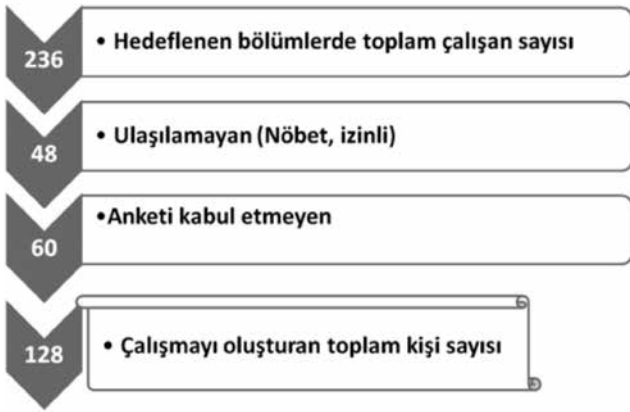 236
• Hedeflenen bölümlerde toplam çalışan sayısı
48
• Ulaşılamayan (Nöbet, izinli)
60
•Anketi kabul etmeyen
128
• Çalışmayı oluşturan toplam kişi sayısı